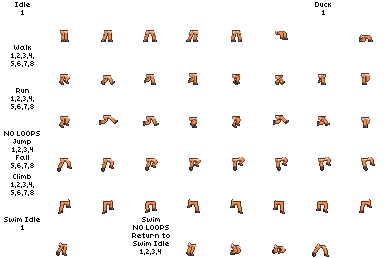 Idle
1
Duck
1
Walk
1,2,3,4,
5,6,7,8
Run
1,2,3,4,
5,6,7,8
NO LOOPS
Jump
1,2,3,4
Fall
5,6,7,8
Climb
1,2,3,4,
5,6,7,8
Swim Idle
1
Swim
NO LOOPS
Return to
Swim Idle
1,2,3,4